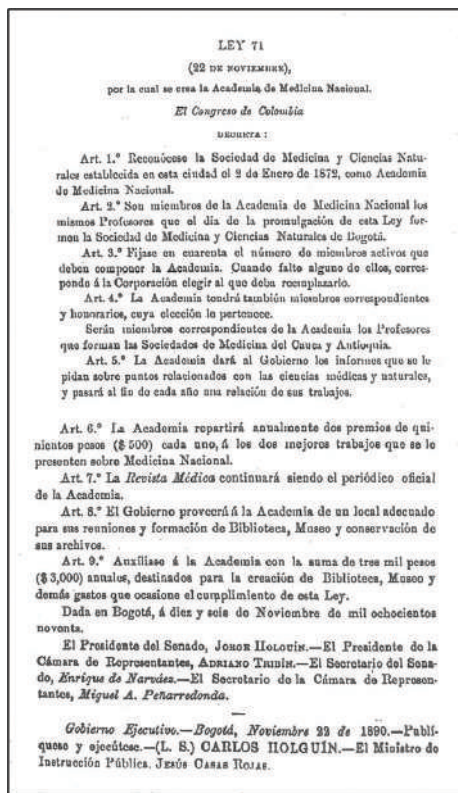 LEY 71
(22 DE NOVIEMBRE),
por la cual se crea la Academia de Medicina Nacional.
El Congreso de Colombia
DECRETA :
Art. 1.º Reconócese la Sociedad de Medicina y Ciencias Natu-
rales establecida en esta ciudad el 2 de Enero de 1872, como Academia
de Medicina Nacional.
Art. 2.º Son miembros de la Academia de Medicina Nacional los
mismos Profesores que el día de la promulgación de esta Ley for-
men la Sociedad de Medicina y Ciencias Naturales de Bogotá.
Art. 3.º Fíjase en cuarenta el número de miembros activos que
deben componer la Academia. Cuando falte alguno de ellos, corres-
ponde á la Corporación elegir al que deba reemplazarlo.
Art. 4.º La Academia tendrá también miembros correspondientes
y honorarios, cuya elección le pertenece.
Serán miembros correspondientes de la Academia los Profesores
que forman las Sociedades de Medicina del Cauca y Antioquia.
Art. 5.º La Academia dará al Gobierno los informes que se le
pidan sobre puntos relacionados con las ciencias médicas y naturales,
y pasará al fin de cada año una relación de sus trabajos.
Art. 6.º La Academia repartirá anualmente dos premios de qui-
nientos pesos ($ 500) cada uno, á los dos mejores trabajos que se le
presenten sobre Medicina Nacional.
Art. 7.º La Revista Médica continuará siendo el periódico oficial
de la Academia.
Art. 8.º El Gobierno proveerá á la Academia de un local adecuado
para sus reuniones y formación de Biblioteca, Museo y conservación de
sus archivos.
Art. 9.º Auxíliase á la Academia con la suma de tres mil pesos
($ 3,000) anuales, destinados para la creación de Biblioteca, Museo y
demás gastos que ocasione el cumplimiento de esta Ley.
Dada en Bogotá, á diez y seis de Noviembre de mil ochocientos
noventa.
El Presidente del Senado, JORGE HOLGUÍN.—El Presidente de la
Cámara de Representantes, ADRIANO TRIBÍN.—El Secretario del Sena-
do, Enrique de Narváez.—El Secretario de la Cámara de Represen-
tantes, Miguel A. Peñarredonda.
Gobierno Ejecutivo.—Bogotá, Noviembre 22 de 1890.—Publí-
quese y ejecútese.—(L. S.) CARLOS HOLGUÍN.—El Ministro de
Instrucción Pública, JESÚS CASAS ROJAS.